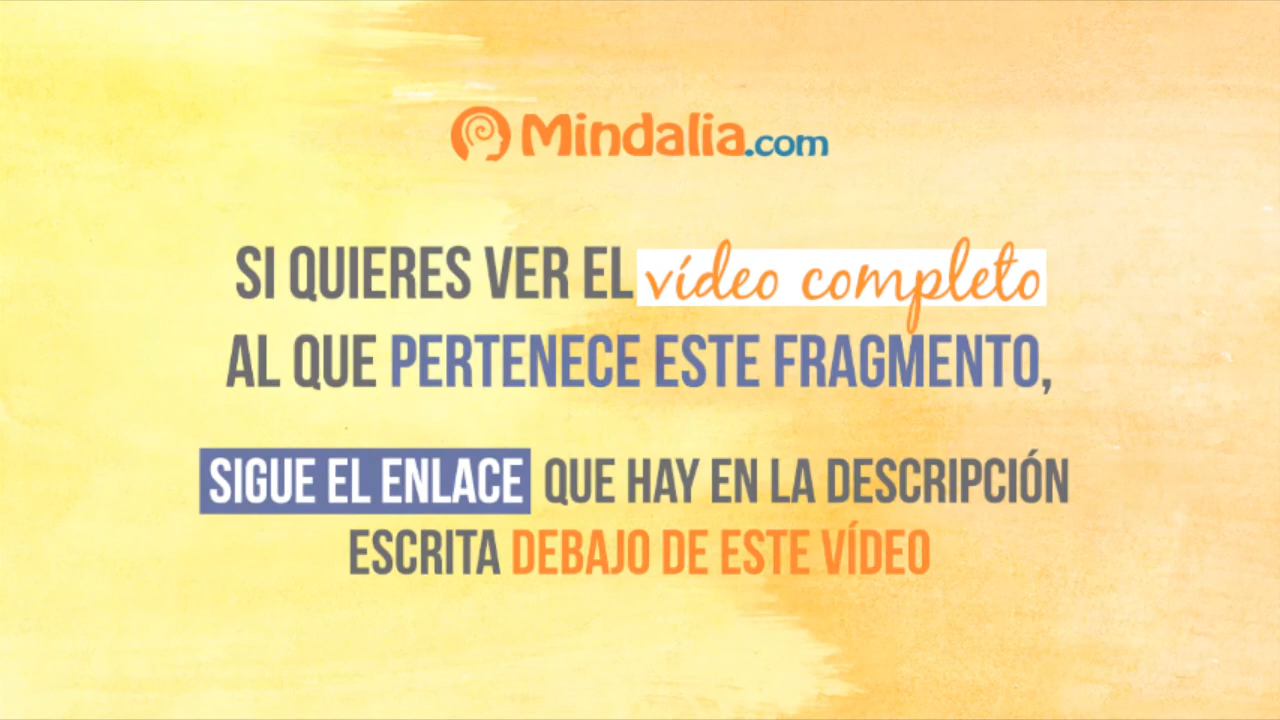 Mindalia.com
SI QUIERES VER EL vídeo completo
AL QUE PERTENECE ESTE FRAGMENTO,
SIGUE EL ENLACE QUE HAY EN LA DESCRIPCIÓN
ESCRITA DEBAJO DE ESTE VÍDEO